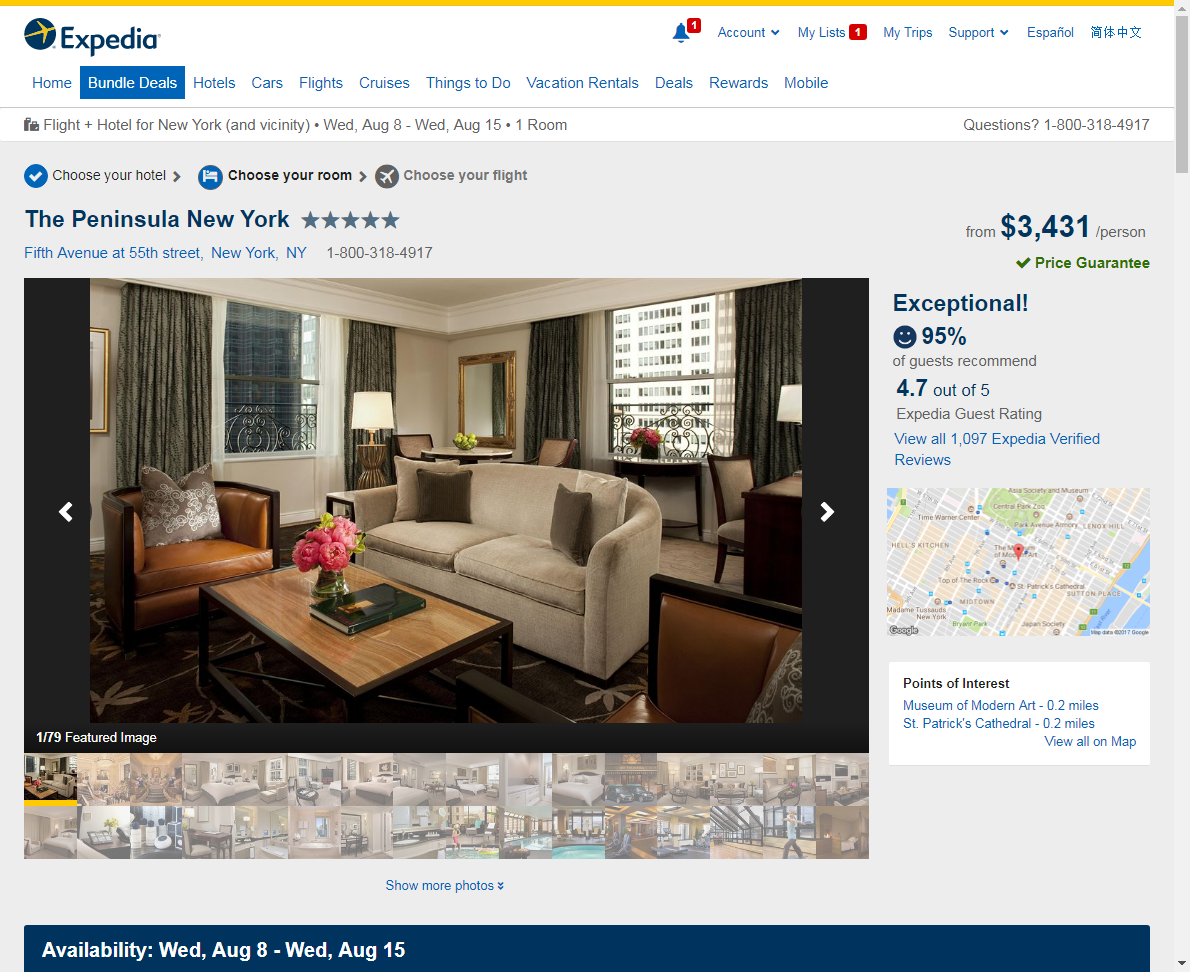 Expedia
1
Account
My Lists 1
My Trips
Support
Español
简体中文
Home
Bundle Deals
Hotels
Cars
Flights
Cruises
Things to Do
Vacation Rentals
Deals
Rewards
Mobile
Flight + Hotel for New York (and vicinity) • Wed, Aug 8 - Wed, Aug 15 • 1 Room
Questions? 1-800-318-4917
Choose your hotel
Choose your room
Choose your flight
The Peninsula New York
from $3,431 /person
Fifth Avenue at 55th street, New York, NY 1-800-318-4917
Price Guarantee
Exceptional!
95%
of guests recommend
4.7 out of 5
Expedia Guest Rating
View all 1,097 Expedia Verified
Reviews
Asia Society and Museum
Central Park Zoo
Time Warner Center
Park Avenue Armory
LENOX HILL
HELL'S KITCHEN
The Museum
of Modern Art
Top of The Rock
St. Patrick's Cathedral
SUTTON PLACE
MIDTOWN
Madame Tussauds
New York
Bryant Park
Japan Society
East River
Google
Map data ©2017 Google
Points of Interest
Museum of Modern Art - 0.2 miles
St. Patrick's Cathedral - 0.2 miles
View all on Map
1/79 Featured Image
Show more photos
Availability: Wed, Aug 8 - Wed, Aug 15